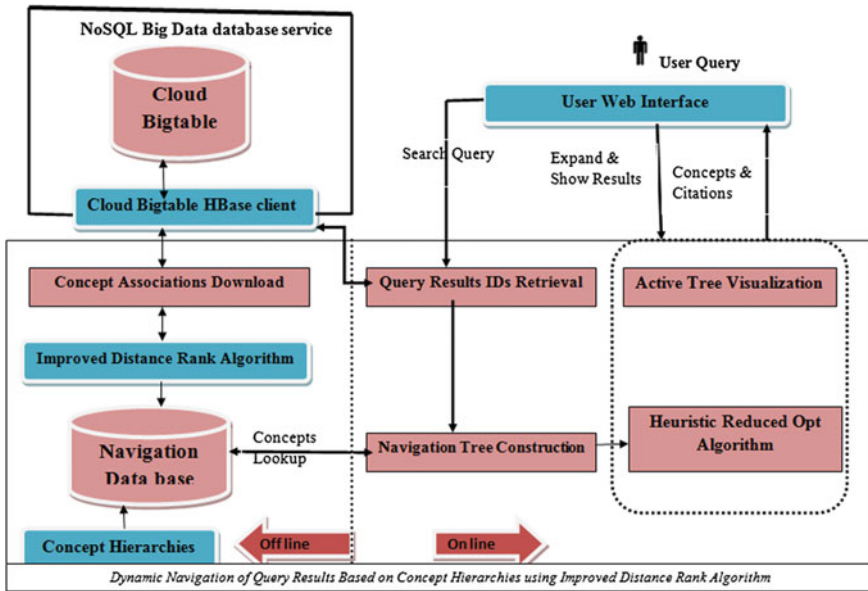 NoSQL Big Data database service
Cloud
Bigtable
User Query
User Web Interface
Search Query
Expand &
Show Results
Concepts &
Citations
Cloud Bigtable HBase client
Concept Associations Download
Query Results IDs Retrieval
Active Tree Visualization
Improved Distance Rank Algorithm
Navigation
Data base
Concepts
Lookup
Navigation Tree Construction
Heuristic Reduced Opt
Algorithm
Concept Hierarchies
Off line
On line
Dynamic Navigation of Query Results Based on Concept Hierarchies using Improved Distance Rank Algorithm